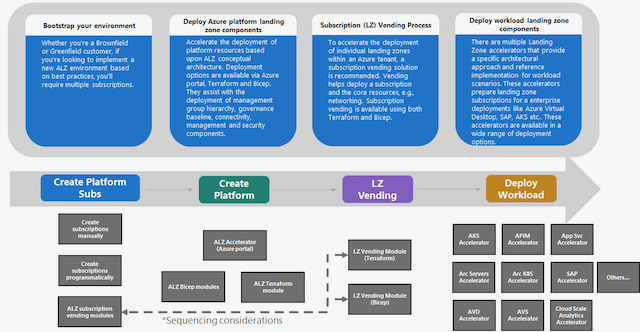 Bootstrap your environment
Whether you're a Brownfield
or Greenfield customer, if
you're looking to implement a
new ALZ environment based
on best practices, you'll
require multiple subscriptions.
Deploy Azure platform landing
zone components
Accelerate the deployment of
platform resources based
upon ALZ conceptual
architecture. Deployment
options are available via Azure
portal, Terraform and Bicep.
They assist with the
deployment of management
group hierarchy, governance
baseline, connectivity,
management and security
components.
Subscription (LZ) Vending Process
To accelerate the deployment
of individual landing zones
within an Azure tenant, a
subscription vending solution
is recommended. Vending
helps deploy a subscription
and the core resources, e.g.,
networking. Subscription
vending is available using both
Terraform and Bicep.
Deploy workload landing zone
components
There are multiple Landing
Zone accelerators that provide
a specific architectural
approach and reference
implementation for workload
scenarios. These accelerators
prepare landing zone
subscriptions for a enterprise
deployments like Azure Virtual
Desktop, SAP, AKS etc.. These
accelerators are available in a
wide range of deployment
options.
Create Platform
Subs
Create
Platform
LZ
Vending
Deploy
Workload
Create
subscriptions
manually
Create
subscriptions
programmatically
ALZ subscription
vending modules
ALZ Accelerator
(Azure portal)
ALZ Bicep modules
ALZ Terraform
module
*Sequencing considerations
LZ Vending Module
(Terraform)
LZ Vending Module
(Bicep)
AKS
Accelerator
APIM
Accelerator
App Svc
Accelerator
Arc Servers
Accelerator
Arc K8S
Accelerator
SAP
Accelerator
Others...
AVD
Accelerator
AVS
Accelerator
Cloud Scale
Analytics
Accelerator